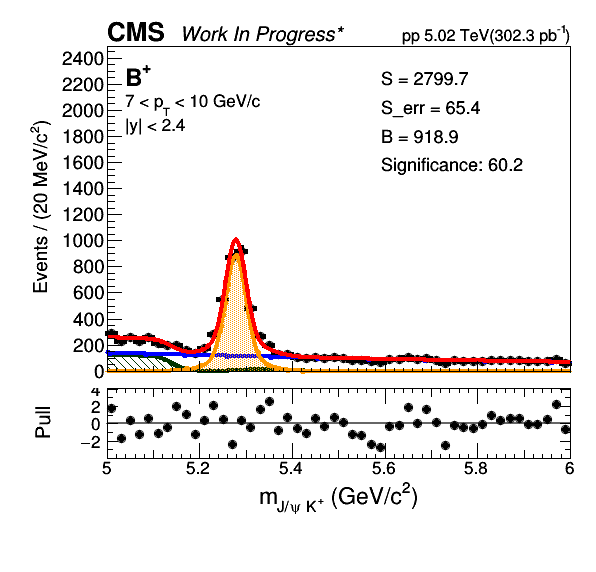 CMS Work In Progress* pp 5.02 TeV(302.3 pb⁻¹)
B⁺
7 < p_T < 10 GeV/c
|y| < 2.4
S = 2799.7
S_err = 65.4
B = 918.9
Significance: 60.2
Events / (20 MeV/c²)
2400
2200
2000
1800
1600
1400
1200
1000
800
600
400
200
0
Pull
4
2
0
−2
5 5.2 5.4 5.6 5.8 6
m_{J/ψ K⁺} (GeV/c²)